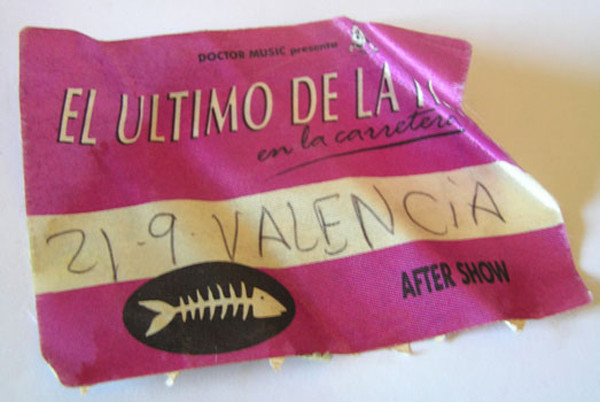 DOCTOR MUSIC presenta
EL ULTIMO DE LA
en la carretera
21-9-VALENCiA
AFTER SHOW